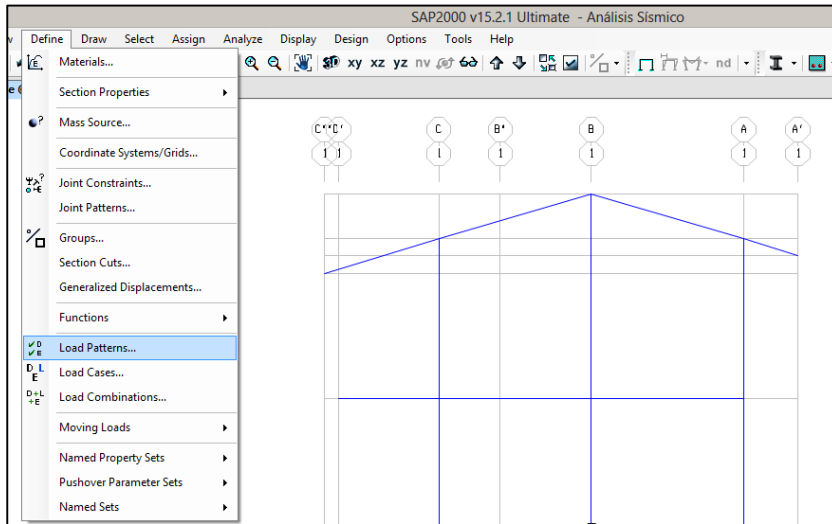 SAP2000 v15.2.1 Ultimate - Análisis Sísmico
Define Draw Select Assign Analyze Display Design Options Tools Help
xy xz yz nv nd
Materials...
Section Properties
Mass Source...
Coordinate Systems/Grids...
Joint Constraints...
Joint Patterns...
Groups...
Section Cuts...
Generalized Displacements...
Functions
Load Patterns...
Load Cases...
Load Combinations...
Moving Loads
Named Property Sets
Pushover Parameter Sets
Named Sets
C' C B' B A A'
1 1 1 1 1 1